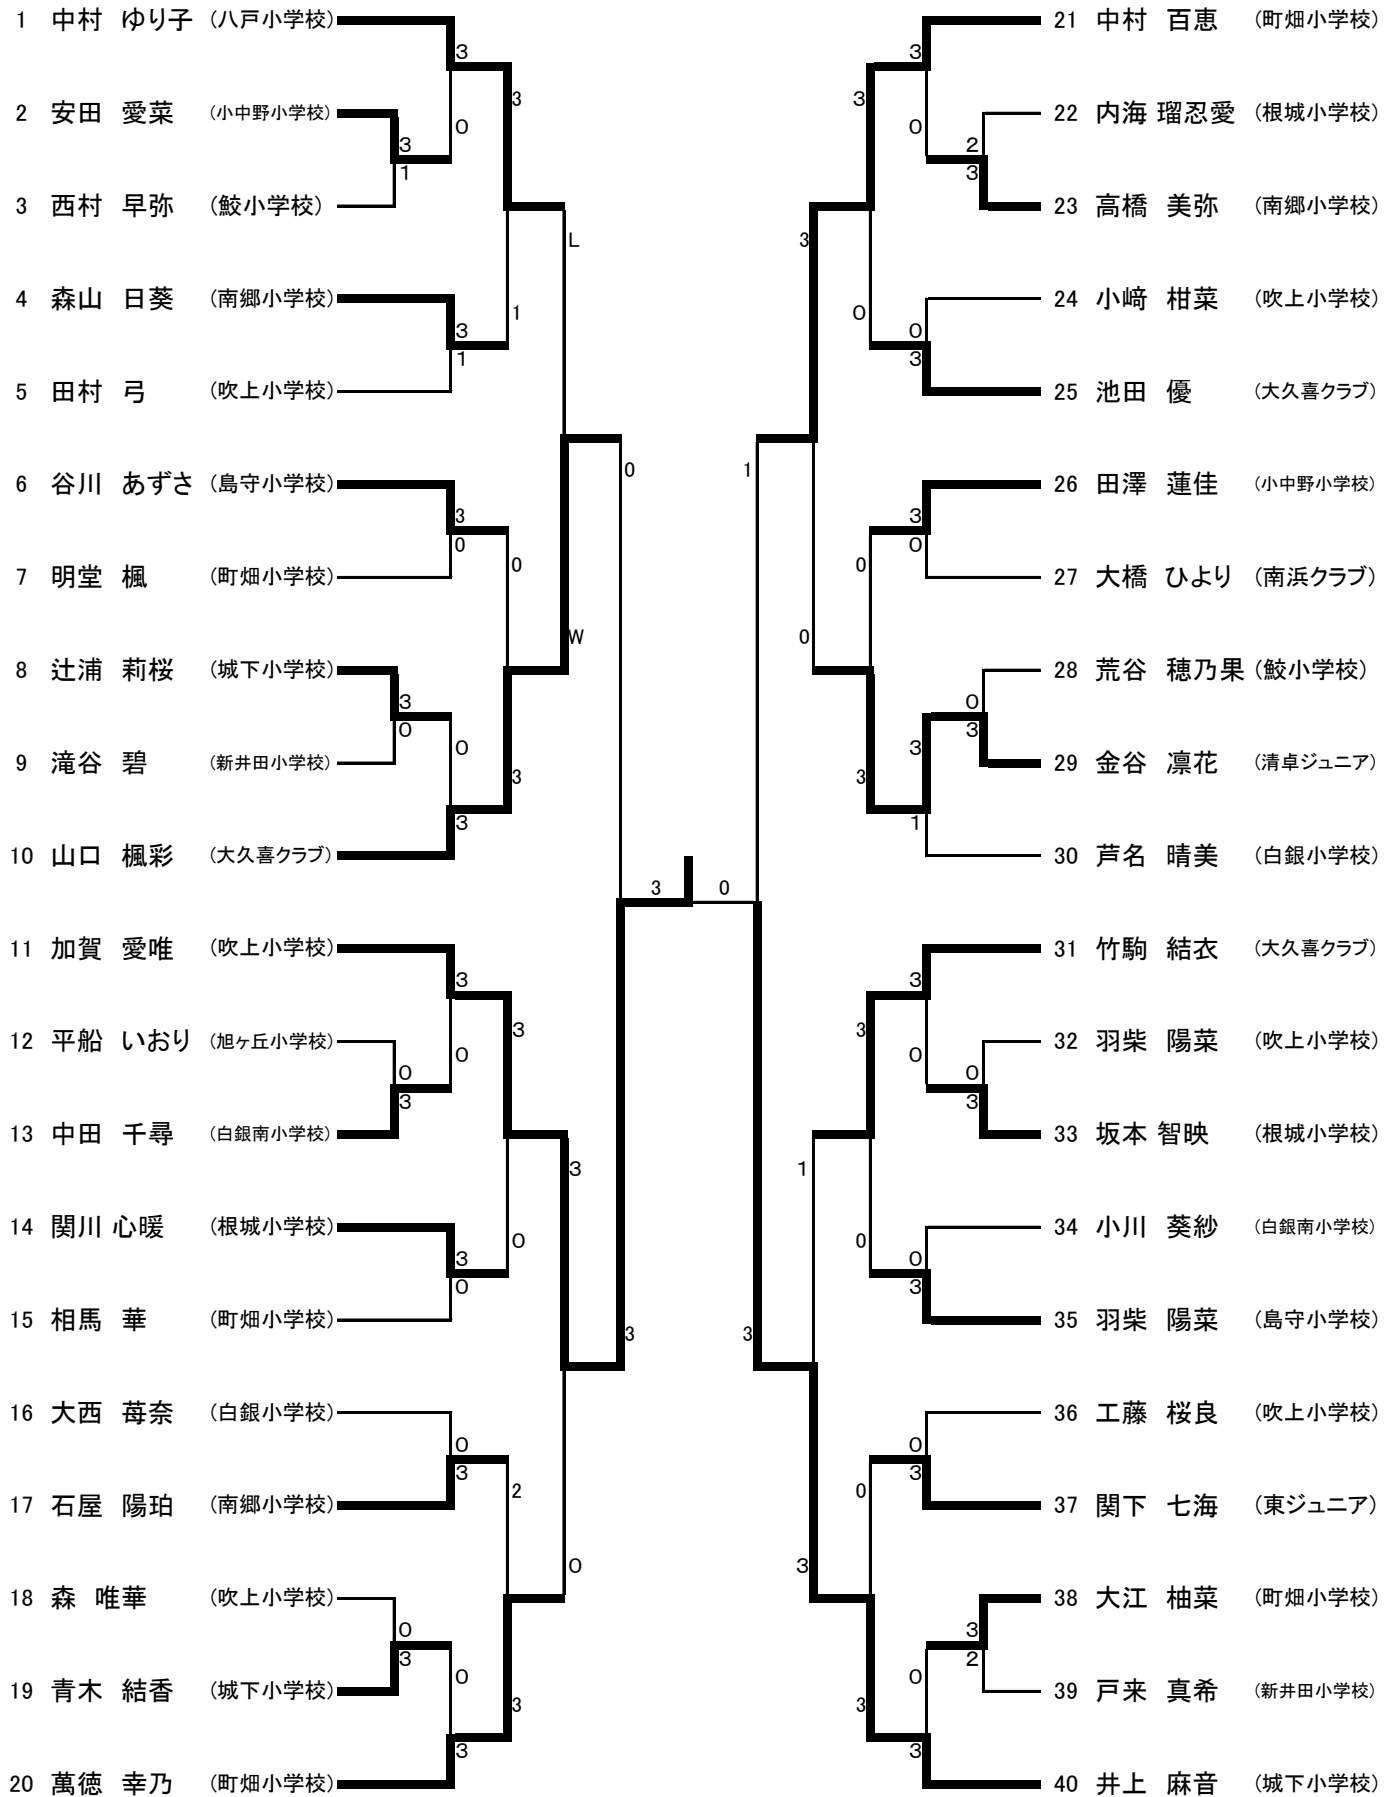 1 中村 ゆり子 (八戸小学校)
3
3
2 安田 愛菜 (小中野小学校)
0
3
1
3 西村 早弥 (鮫小学校)
L
4 森山 日葵 (南郷小学校)
1
3
1
5 田村 弓 (吹上小学校)
0
6 谷川 あずさ (島守小学校)
3
0
0
7 明堂 楓 (町畑小学校)
W
8 辻浦 莉桜 (城下小学校)
3
0
0
9 滝谷 碧 (新井田小学校)
3
3
10 山口 楓彩 (大久喜クラブ)
3 0
11 加賀 愛唯 (吹上小学校)
3
3
12 平船 いおり (旭ヶ丘小学校)
0
0
3
13 中田 千尋 (白銀南小学校)
3
14 関川 心暖 (根城小学校)
0
3
0
15 相馬 華 (町畑小学校)
3
16 大西 苺奈 (白銀小学校)
0
3
2
17 石屋 陽珀 (南郷小学校)
0
18 森 唯華 (吹上小学校)
0
3
0
19 青木 結香 (城下小学校)
3
3
20 萬徳 幸乃 (町畑小学校)
21 中村 百恵 (町畑小学校)
3
3
22 内海 瑠忍愛 (根城小学校)
0
2
3
23 高橋 美弥 (南郷小学校)
3
24 小﨑 柑菜 (吹上小学校)
0
0
3
25 池田 優 (大久喜クラブ)
1
26 田澤 蓮佳 (小中野小学校)
3
0
0
27 大橋 ひより (南浜クラブ)
0
28 荒谷 穂乃果 (鮫小学校)
0
3
3
29 金谷 凛花 (清卓ジュニア)
3
1
30 芦名 晴美 (白銀小学校)
31 竹駒 結衣 (大久喜クラブ)
3
3
32 羽柴 陽菜 (吹上小学校)
0
0
3
33 坂本 智映 (根城小学校)
1
34 小川 葵紗 (白銀南小学校)
0
0
3
35 羽柴 陽菜 (島守小学校)
3
36 工藤 桜良 (吹上小学校)
0
3
0
37 関下 七海 (東ジュニア)
3
38 大江 柚菜 (町畑小学校)
3
2
0
39 戸来 真希 (新井田小学校)
3
3
40 井上 麻音 (城下小学校)